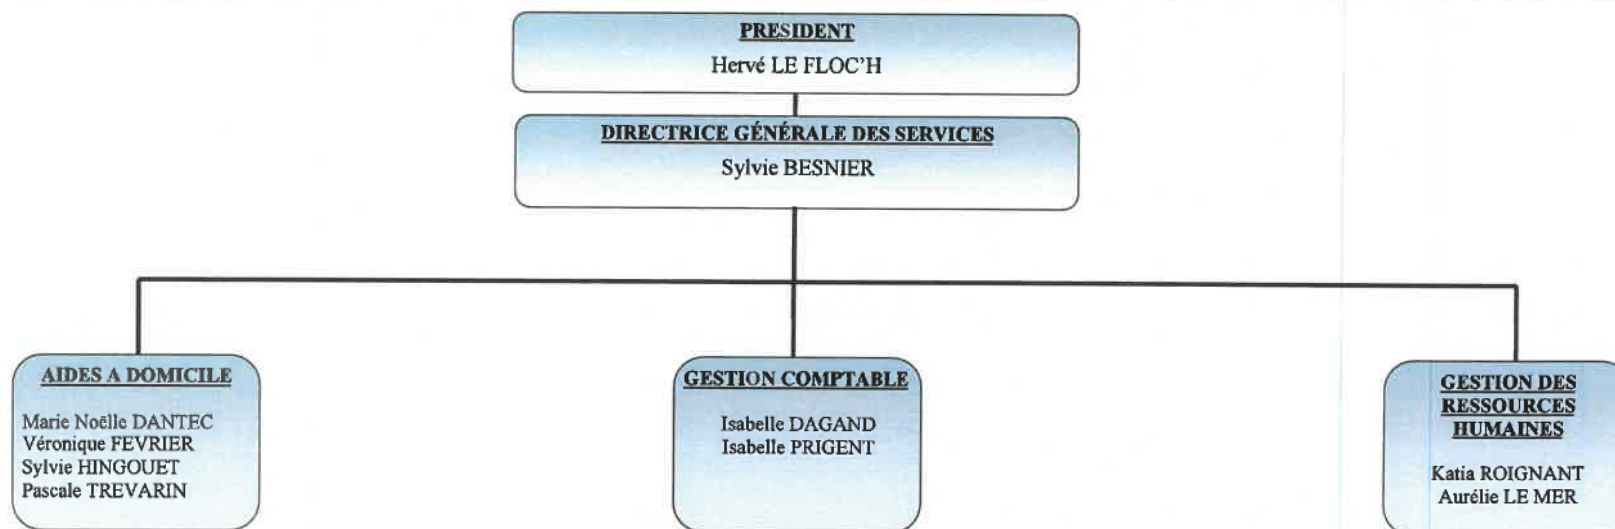 PRESIDENT
Hervé LE FLOC'H
DIRECTRICE GÉNÉRALE DES SERVICES
Sylvie BESNIER
AIDES A DOMICILE
Marie Noëlle DANTEC
Véronique FEVRIER
Sylvie HINGOUET
Pascale TREVARIN
GESTION COMPTABLE
Isabelle DAGAND
Isabelle PRIGENT
GESTION DES
RESSOURCES
HUMAINES
Katia ROIGNANT
Aurélie LE MER